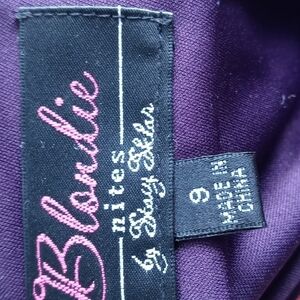 Blondie
nites
by Stacy Sklar
9
MADE IN
CHINA